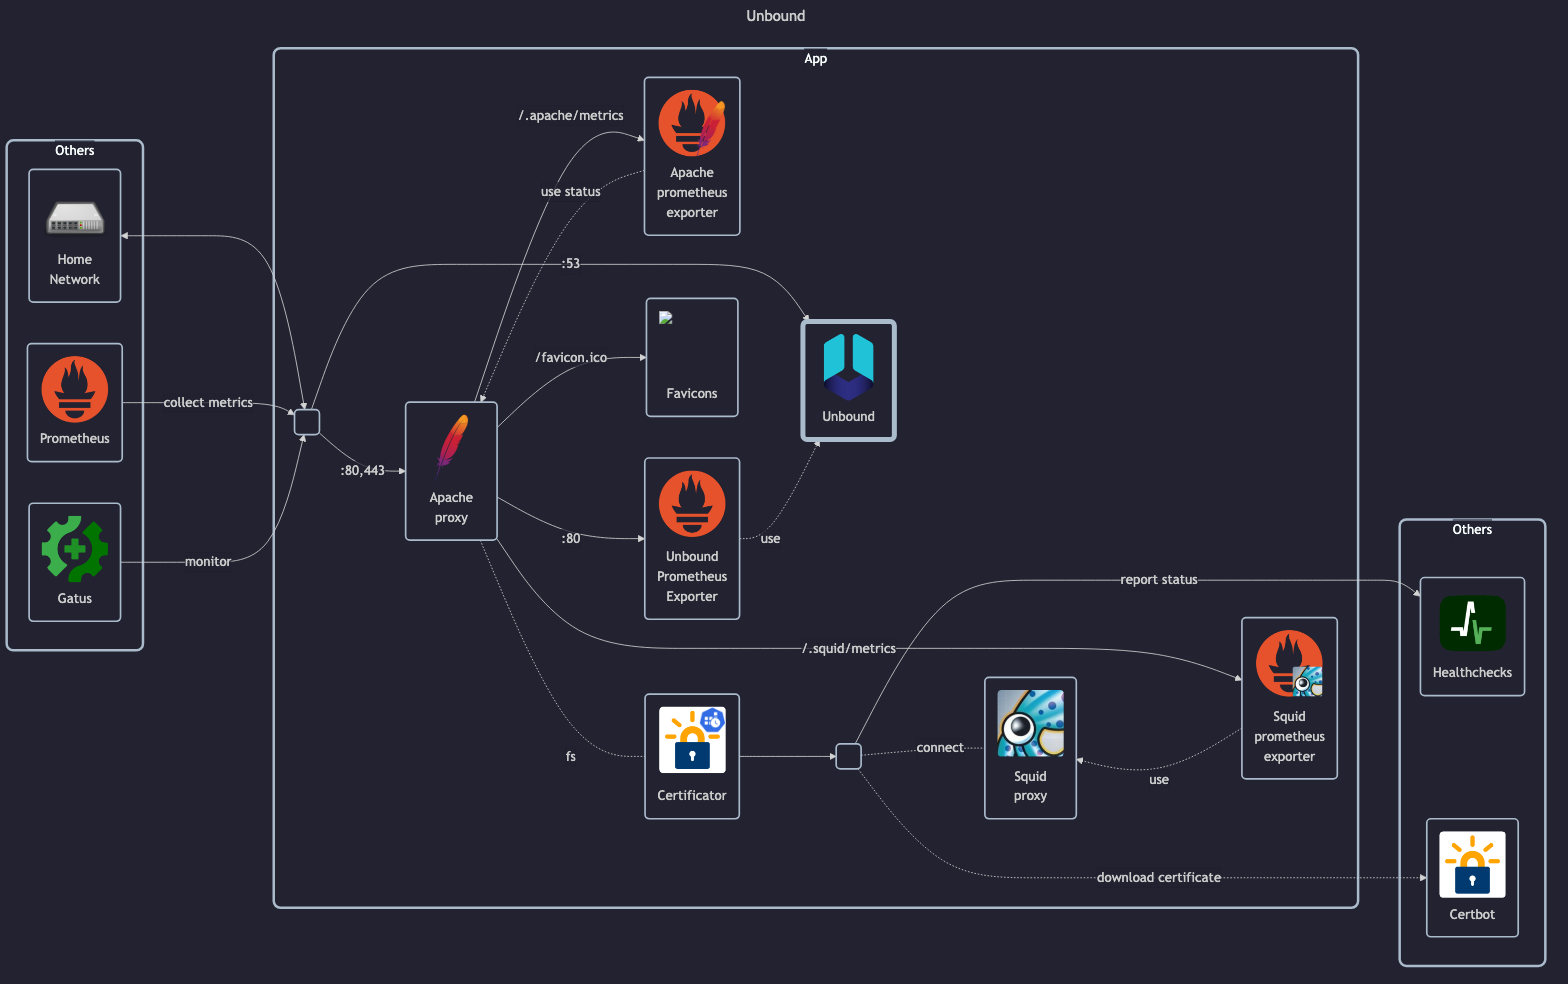 Unbound
App
Others
Home
Network
Prometheus
Gatus
collect metrics
monitor
:80,443
Apache
proxy
/.apache/metrics
use status
:53
/favicon.ico
:80
fs
Apache
prometheus
exporter
Favicons
Unbound
Prometheus
Exporter
Certificator
use
Unbound
/.squid/metrics
connect
Squid
proxy
use
Squid
prometheus
exporter
report status
download certificate
Others
Healthchecks
Certbot